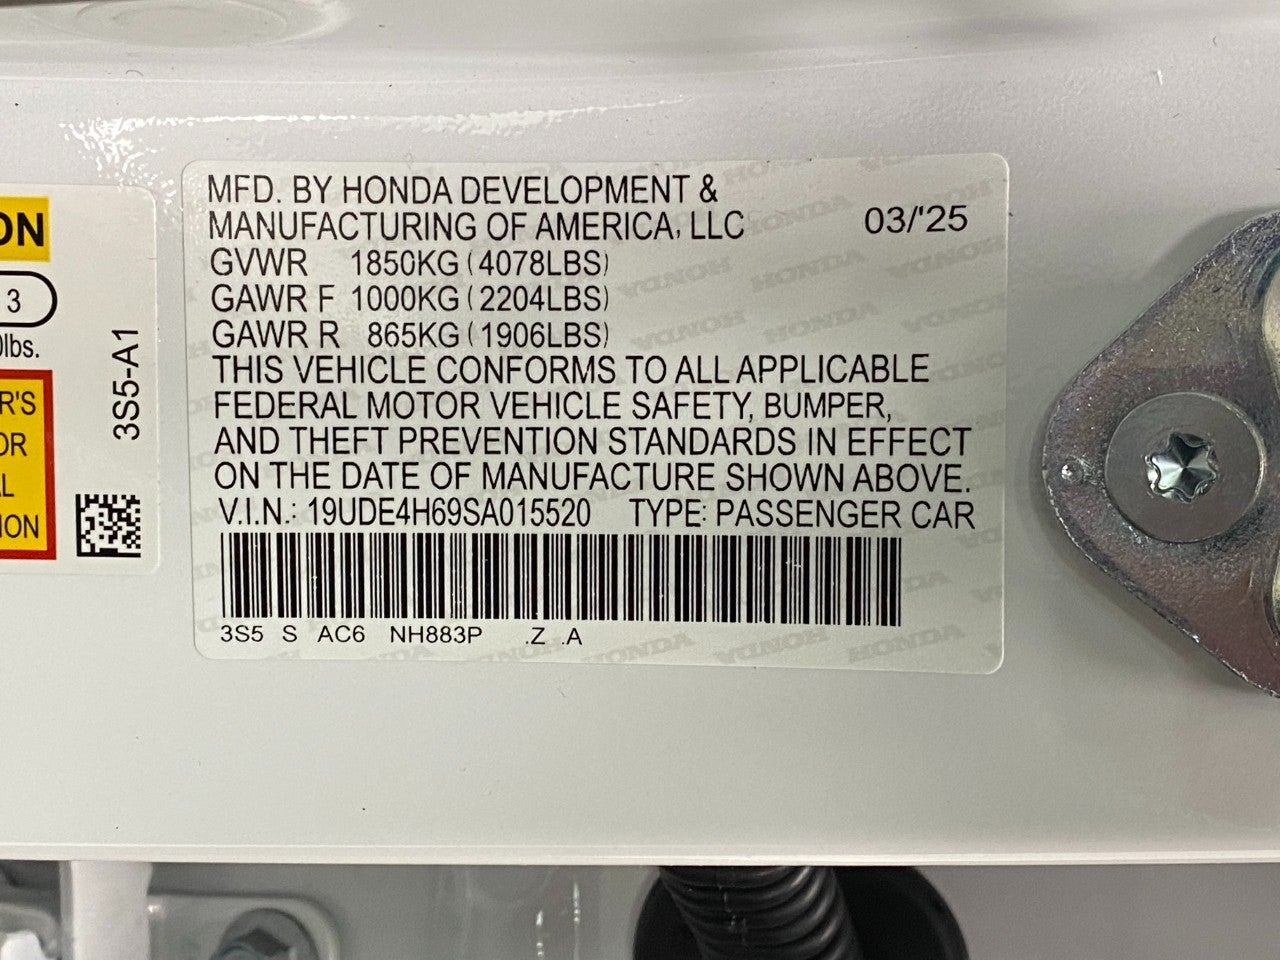 ON
3
lbs.
R'S
OR
L
ION
3S5-A1
MFD. BY HONDA DEVELOPMENT &
MANUFACTURING OF AMERICA, LLC 03/'25
GVWR 1850KG (4078LBS)
GAWR F 1000KG (2204LBS)
GAWR R 865KG (1906LBS)
THIS VEHICLE CONFORMS TO ALL APPLICABLE
FEDERAL MOTOR VEHICLE SAFETY, BUMPER,
AND THEFT PREVENTION STANDARDS IN EFFECT
ON THE DATE OF MANUFACTURE SHOWN ABOVE.
V.I.N.: 19UDE4H69SA015520 TYPE: PASSENGER CAR
3S5 S AC6 NH883P .Z .A